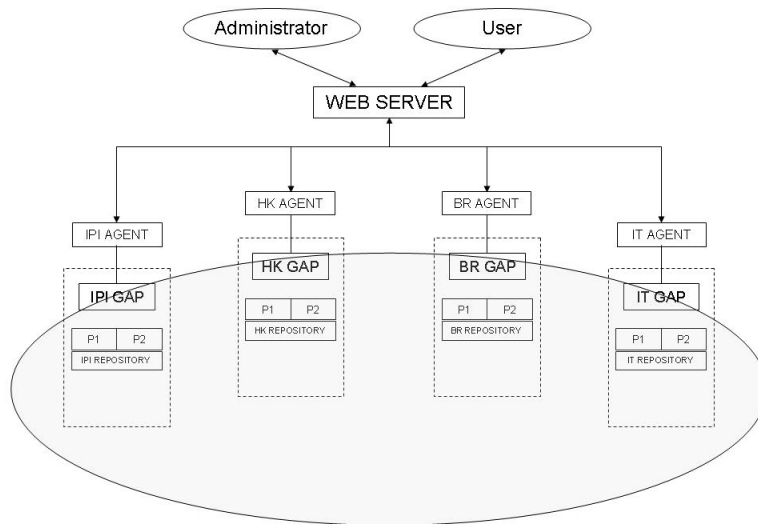 Administrator
User
WEB SERVER
HK AGENT
BR AGENT
IPI AGENT
IT AGENT
HK GAP
BR GAP
IPI GAP
IT GAP
P1 P2
HK REPOSITORY
P1 P2
BR REPOSITORY
P1 P2
IPI REPOSITORY
P1 P2
IT REPOSITORY